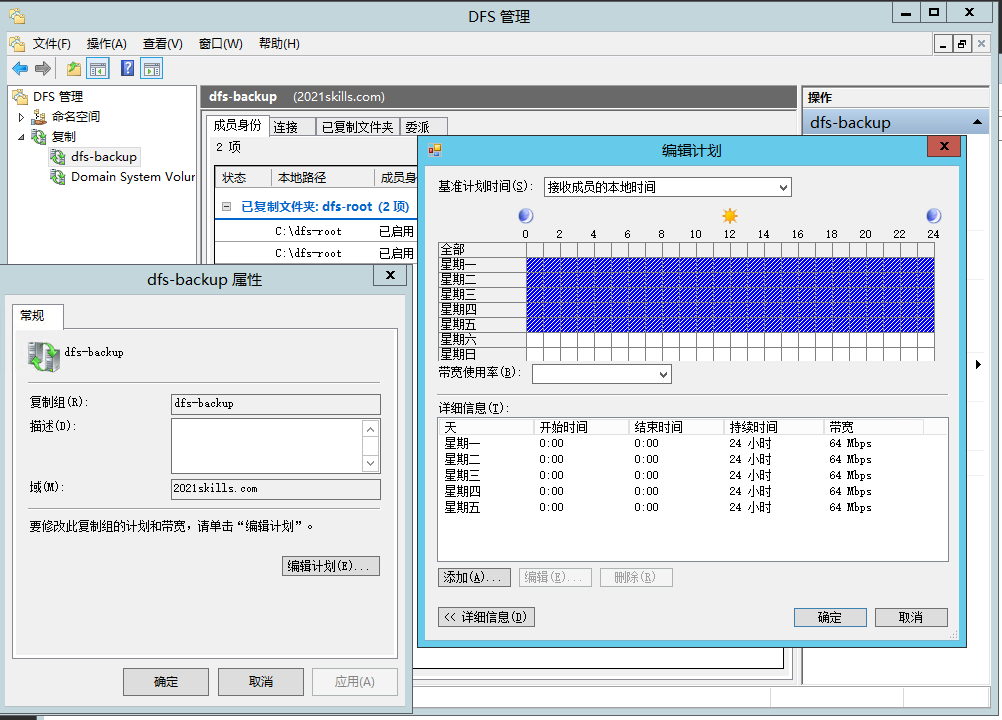 DFS 管理
文件(F) 操作(A) 查看(V) 窗口(W) 帮助(H)
DFS 管理
命名空间
复制
dfs-backup
Domain System Volur
dfs-backup (2021skills.com)
成员身份 连接 已复制文件夹 委派
2 项
状态 本地路径 成员身
已复制文件夹: dfs-root (2 项)
C:\dfs-root 已启用
C:\dfs-root 已启用
操作
dfs-backup
dfs-backup 属性
常规
dfs-backup
复制组(R): dfs-backup
描述(D):
域(M): 2021skills.com
要修改此复制组的计划和带宽，请单击“编辑计划”。
编辑计划(E)...
确定 取消 应用(A)
编辑计划
基准计划时间(S): 接收成员的本地时间
0 2 4 6 8 10 12 14 16 18 20 22 24
全部
星期一
星期二
星期三
星期四
星期五
星期六
星期日
带宽使用率(B):
详细信息(T):
天 开始时间 结束时间 持续时间 带宽
星期一 0:00 0:00 24 小时 64 Mbps
星期二 0:00 0:00 24 小时 64 Mbps
星期三 0:00 0:00 24 小时 64 Mbps
星期四 0:00 0:00 24 小时 64 Mbps
星期五 0:00 0:00 24 小时 64 Mbps
添加(A)... 编辑(E)... 删除(R)
<< 详细信息(D) 确定 取消